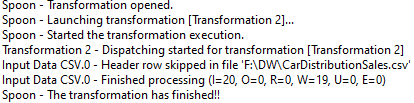 Spoon - Transformation opened.
Spoon - Launching transformation [Transformation 2]...
Spoon - Started the transformation execution.
Transformation 2 - Dispatching started for transformation [Transformation 2]
Input Data CSV.0 - Header row skipped in file 'F:\DW\CarDistributionSales.csv'
Input Data CSV.0 - Finished processing (I=20, O=0, R=0, W=19, U=0, E=0)
Spoon - The transformation has finished!!